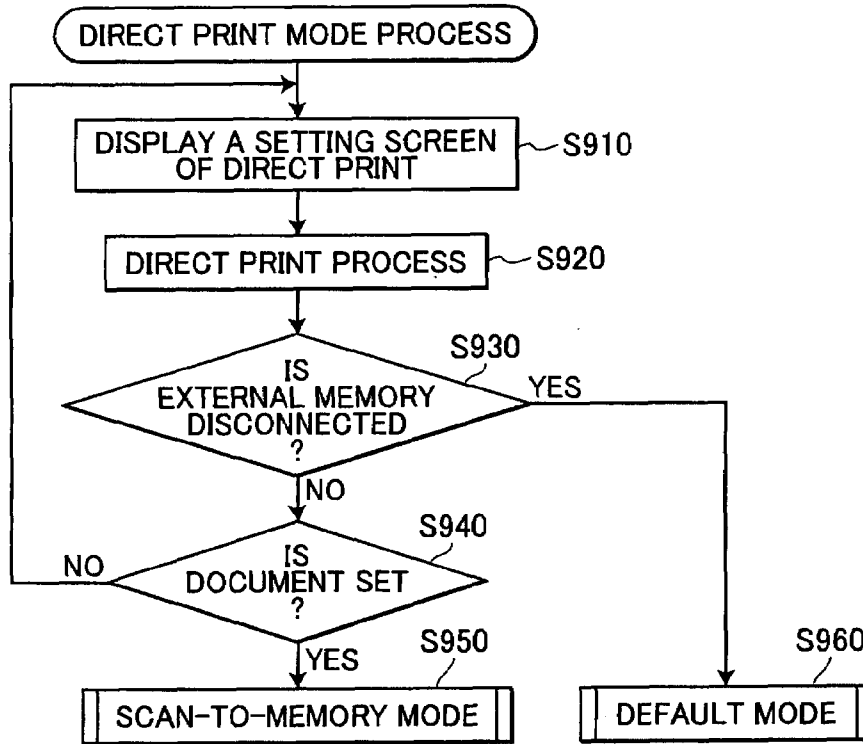 DIRECT PRINT MODE PROCESS
DISPLAY A SETTING SCREEN
OF DIRECT PRINT
S910
DIRECT PRINT PROCESS
S920
S930
IS
EXTERNAL MEMORY
DISCONNECTED
?
YES
NO
S940
IS
DOCUMENT SET
?
NO
YES
S950
SCAN-TO-MEMORY MODE
S960
DEFAULT MODE